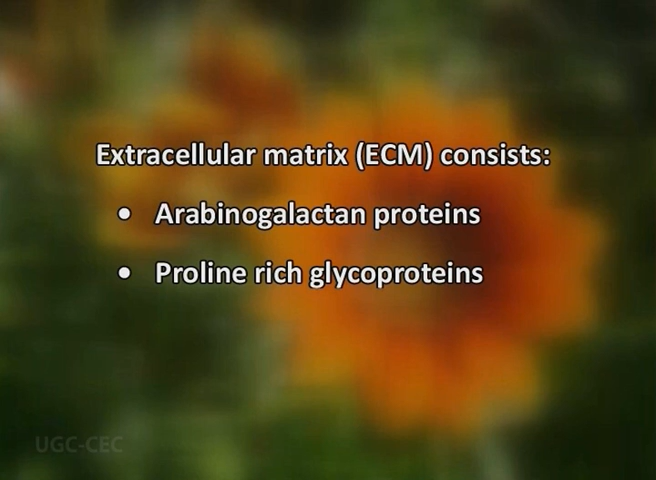 Extracellular matrix (ECM) consists:
• Arabinogalactan proteins
• Proline rich glycoproteins
UGC-CEC